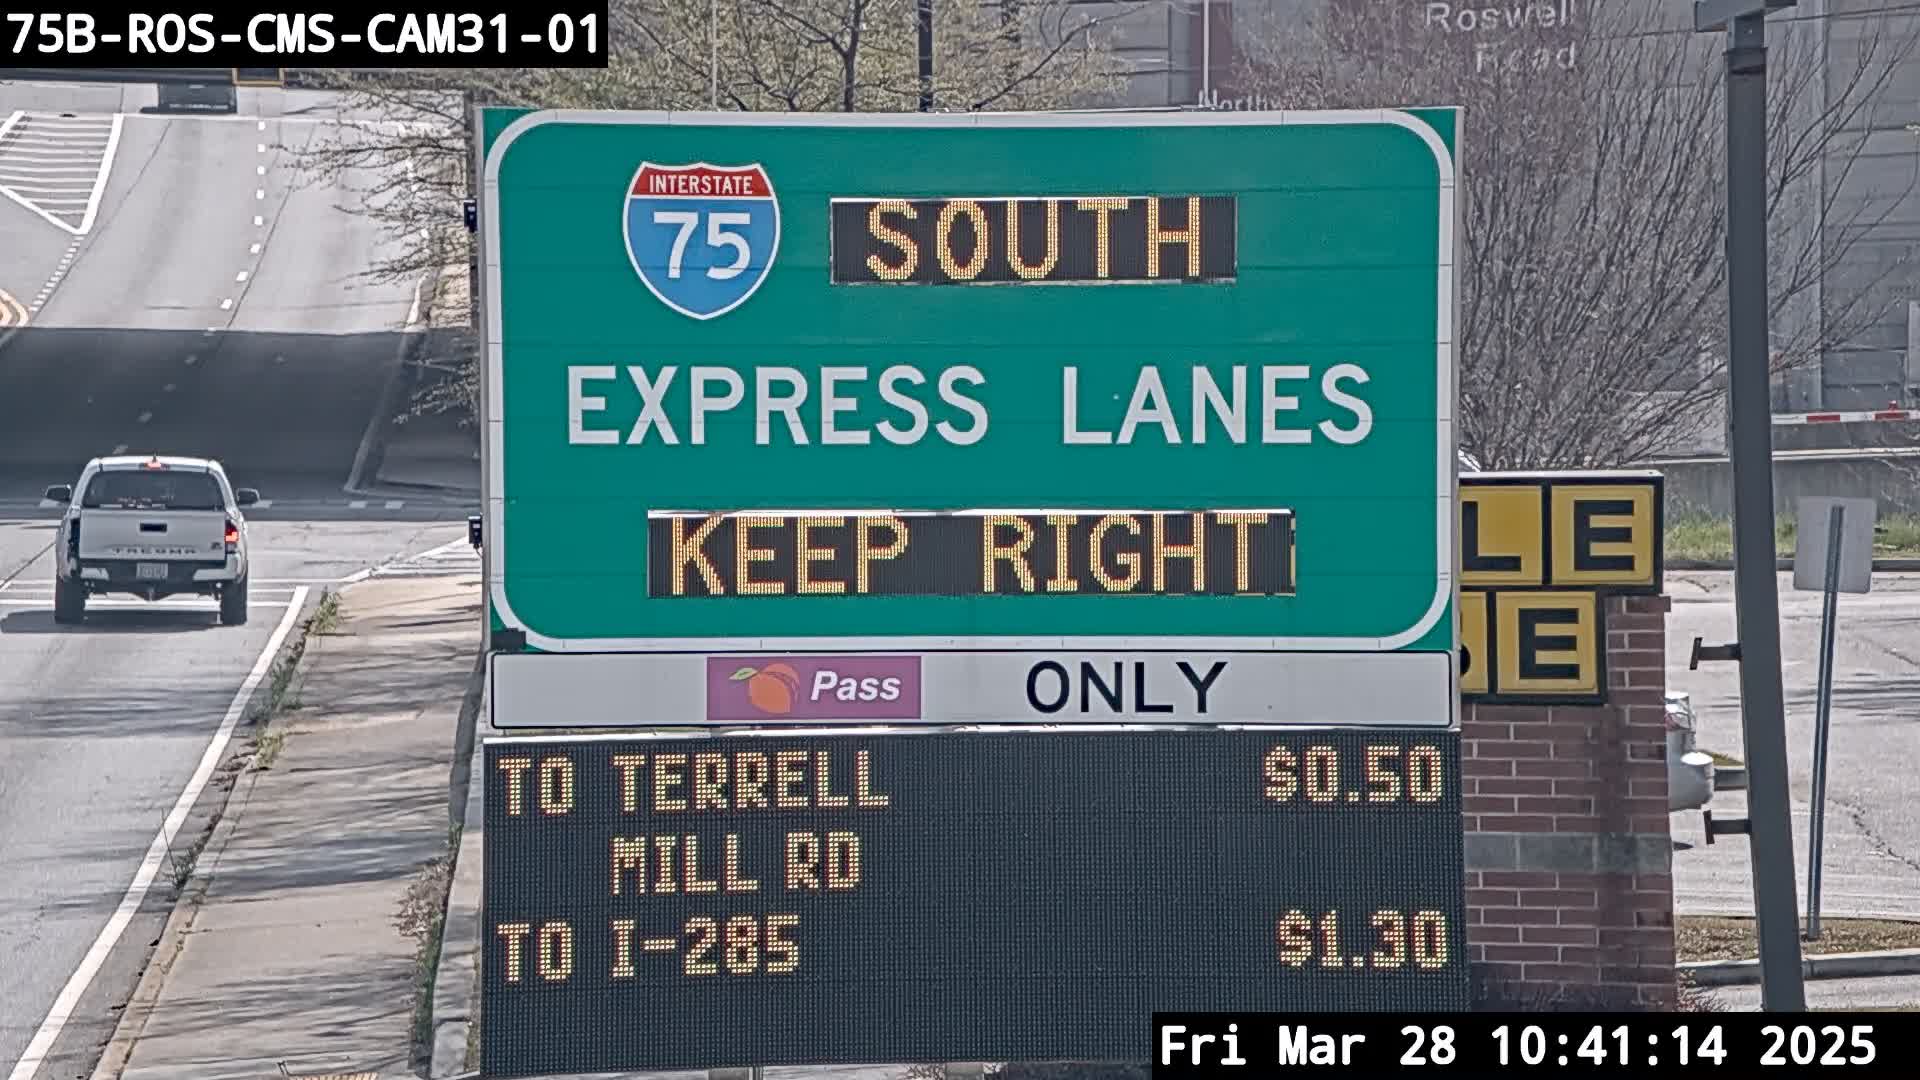 75B-ROS-CMS-CAM31-01
Roswell
Road
INTERSTATE
75
SOUTH
EXPRESS LANES
KEEP RIGHT
Pass ONLY
TO TERRELL $0.50
MILL RD
TO I-285 $1.30
LE
E
TACOMA
Fri Mar 28 10:41:14 2025